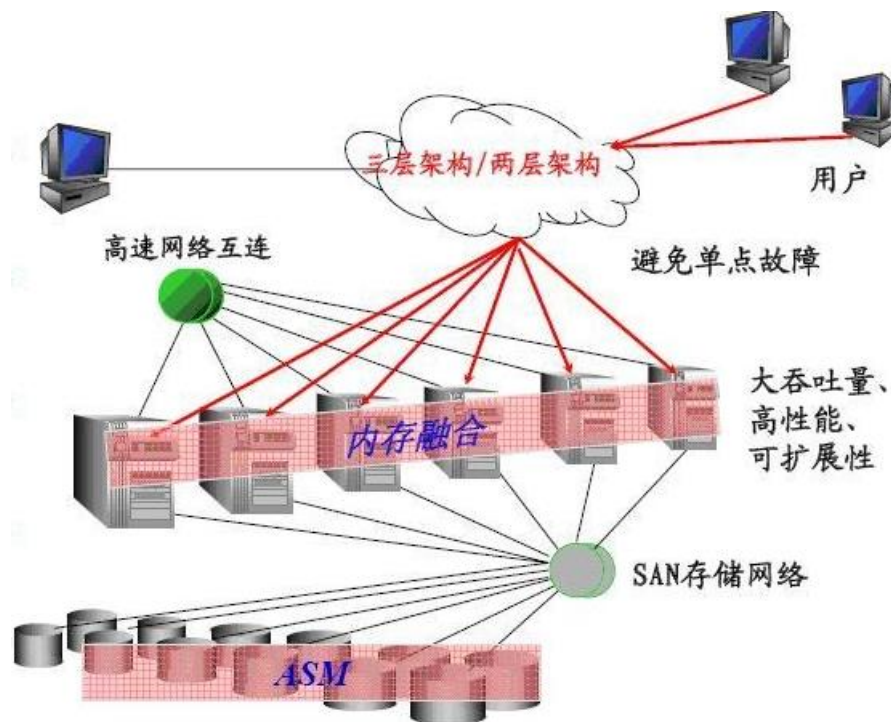 三层架构/两层架构
用户
高速网络互连
避免单点故障
大吞吐量、
高性能、
可扩展性
内存融合
SAN存储网络
ASM